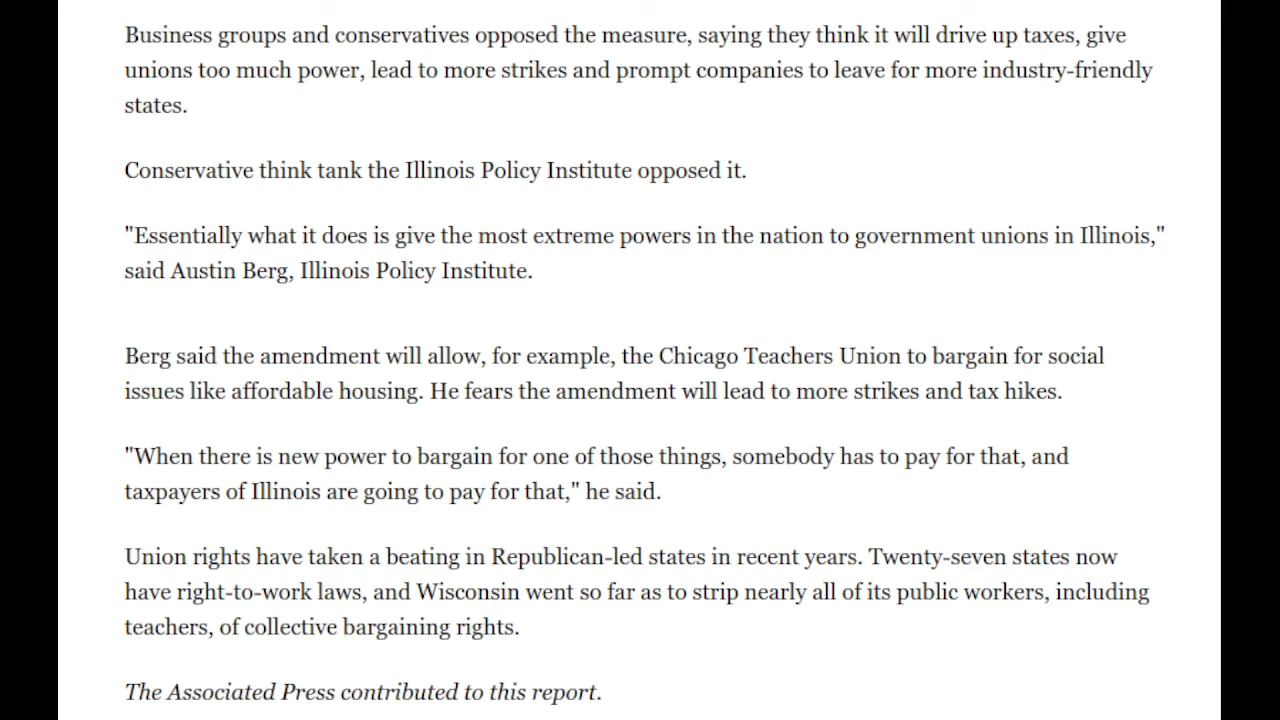 Business groups and conservatives opposed the measure, saying they think it will drive up taxes, give
unions too much power, lead to more strikes and prompt companies to leave for more industry-friendly
states.
Conservative think tank the Illinois Policy Institute opposed it.
"Essentially what it does is give the most extreme powers in the nation to government unions in Illinois,"
said Austin Berg, Illinois Policy Institute.
Berg said the amendment will allow, for example, the Chicago Teachers Union to bargain for social
issues like affordable housing. He fears the amendment will lead to more strikes and tax hikes.
"When there is new power to bargain for one of those things, somebody has to pay for that, and
taxpayers of Illinois are going to pay for that," he said.
Union rights have taken a beating in Republican-led states in recent years. Twenty-seven states now
have right-to-work laws, and Wisconsin went so far as to strip nearly all of its public workers, including
teachers, of collective bargaining rights.
The Associated Press contributed to this report.